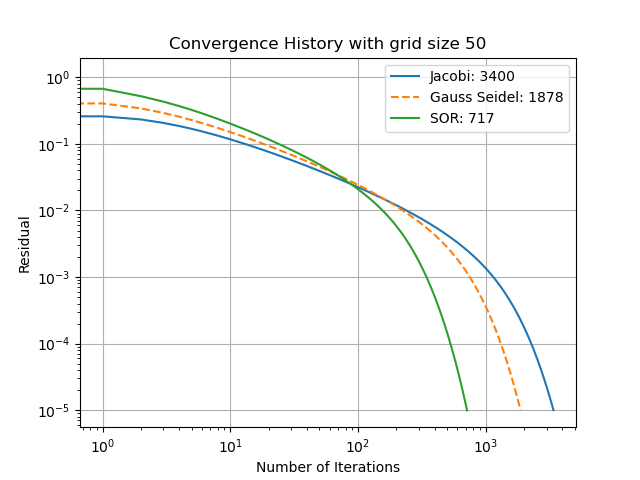 Convergence History with grid size 50
Jacobi: 3400
Gauss Seidel: 1878
SOR: 717
Residual
10⁰
10⁻¹
10⁻²
10⁻³
10⁻⁴
10⁻⁵
10⁰ 10¹ 10² 10³
Number of Iterations